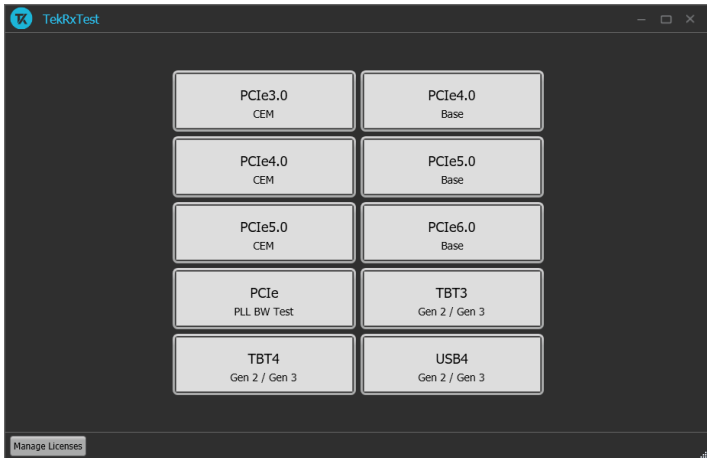 TK TekRxTest
PCIe3.0
CEM
PCIe4.0
Base
PCIe4.0
CEM
PCIe5.0
Base
PCIe5.0
CEM
PCIe6.0
Base
PCIe
PLL BW Test
TBT3
Gen 2 / Gen 3
TBT4
Gen 2 / Gen 3
USB4
Gen 2 / Gen 3
Manage Licenses